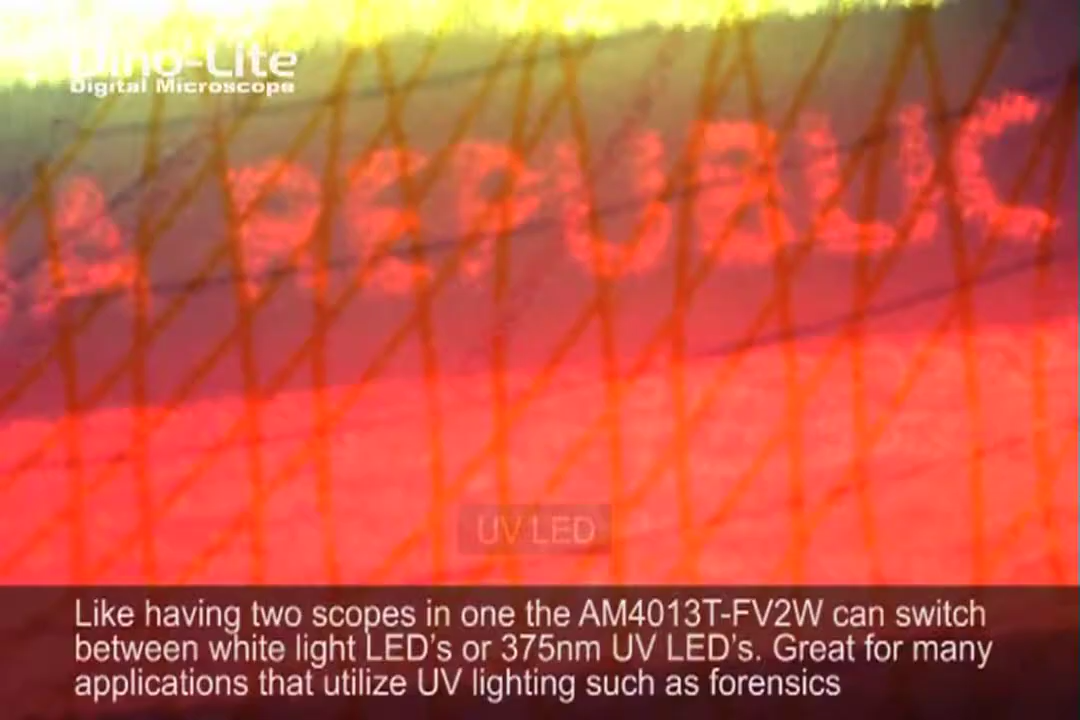 Dino-Lite
Digital Microscope
A REPUBLIC
UV LED
Like having two scopes in one the AM4013T-FV2W can switch
between white light LED's or 375nm UV LED's. Great for many
applications that utilize UV lighting such as forensics